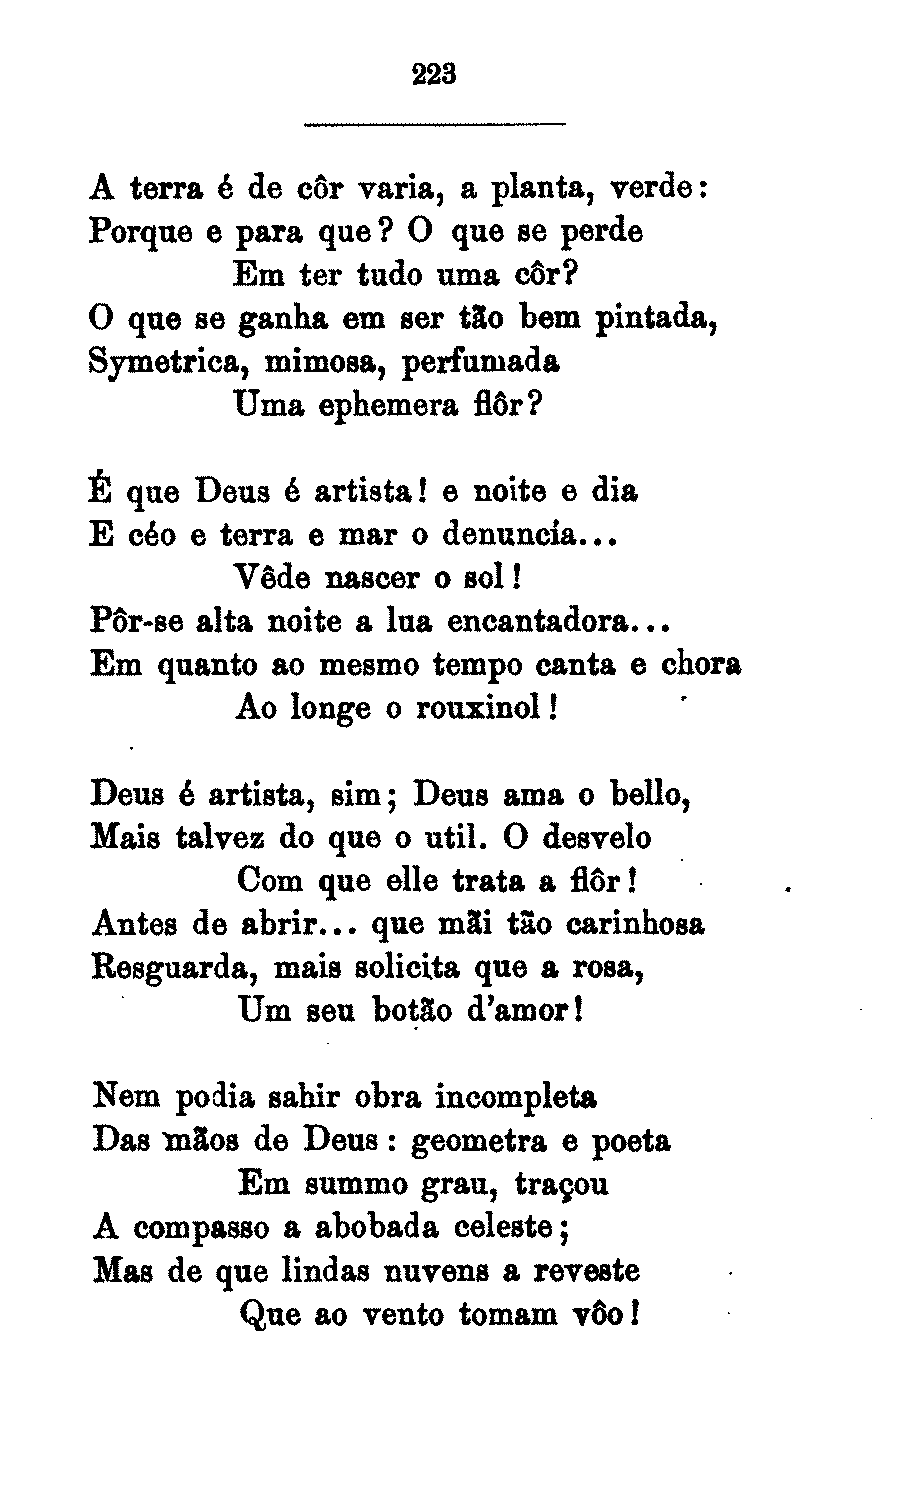 223
A terra é de côr varia, a planta, verde:
Porque e para que? O que se perde
Em ter tudo uma côr?
O que se ganha em ser tão bem pintada,
Symetrica, mimosa, perfumada
Uma ephemera flôr?
É que Deus é artista! e noite e dia
E céo e terra e mar o denuncía...
Vêde nascer o sol!
Pôr-se alta noite a lua encantadora...
Em quanto ao mesmo tempo canta e chora
Ao longe o rouxinol!
Deus é artista, sim; Deus ama o bello,
Mais talvez do que o util. O desvelo
Com que elle trata a flôr!
Antes de abrir... que mãi tão carinhosa
Resguarda, mais solicita que a rosa,
Um seu botão d'amor!
Nem podia sahir obra incompleta
Das mãos de Deus: geometra e poeta
Em summo grau, traçou
A compasso a abobada celeste;
Mas de que lindas nuvens a reveste
Que ao vento tomam vôo!